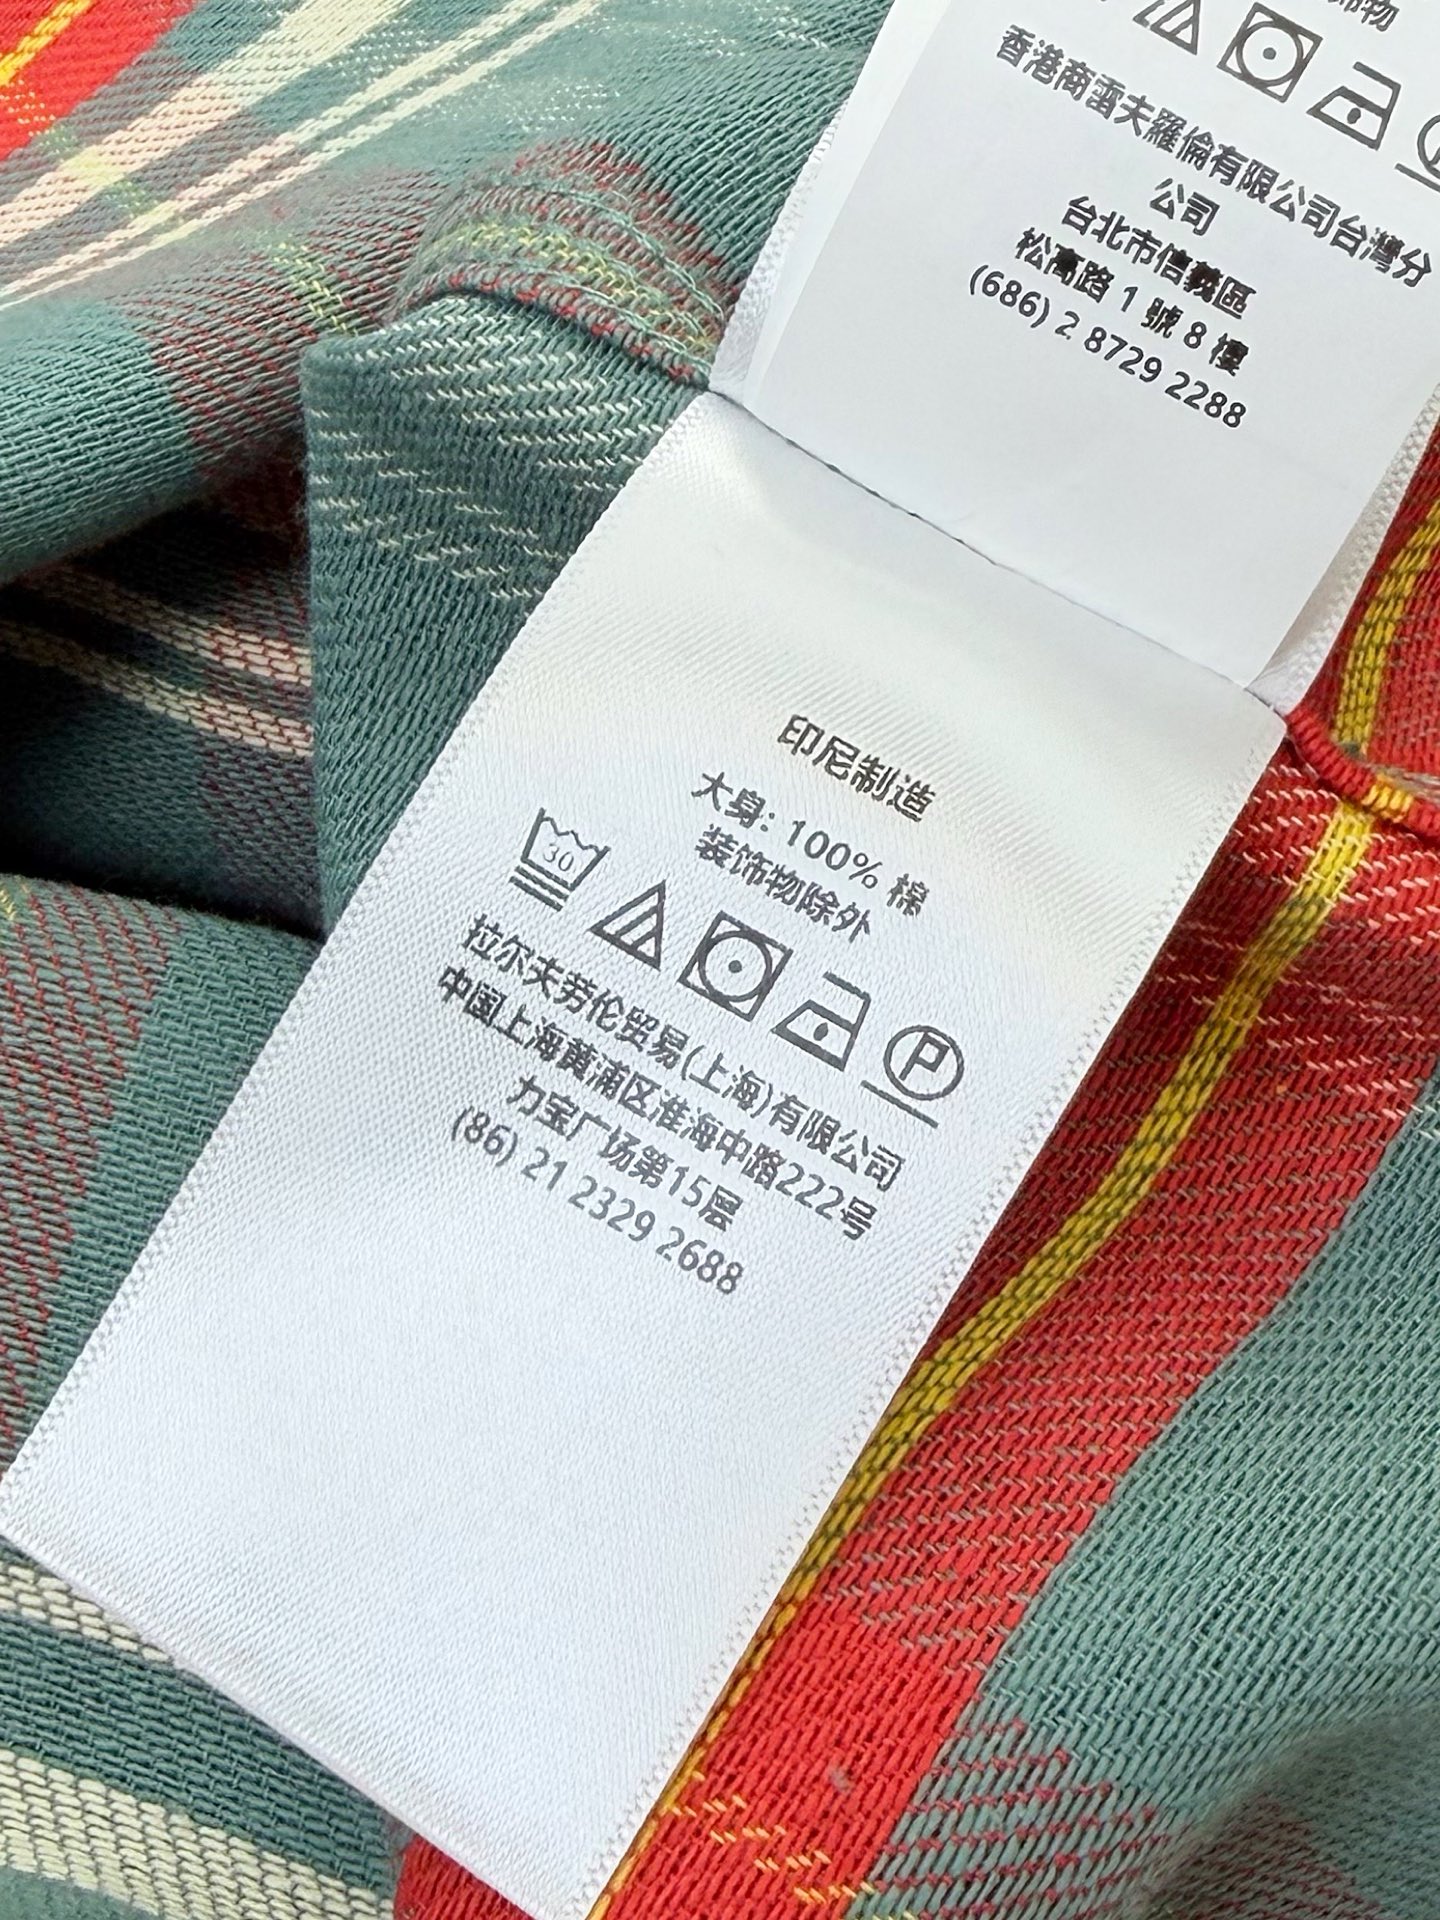 飾物
香港商雷夫羅倫有限公司台灣分
公司
台北市信義區
松高路 1 號 8 樓
(686) 2 8729 2288
印尼制造
大身: 100% 棉
装饰物除外
30
P
拉尔夫劳伦贸易(上海)有限公司
中国上海黄浦区淮海中路222号
力宝广场第15层
(86) 21 2329 2688